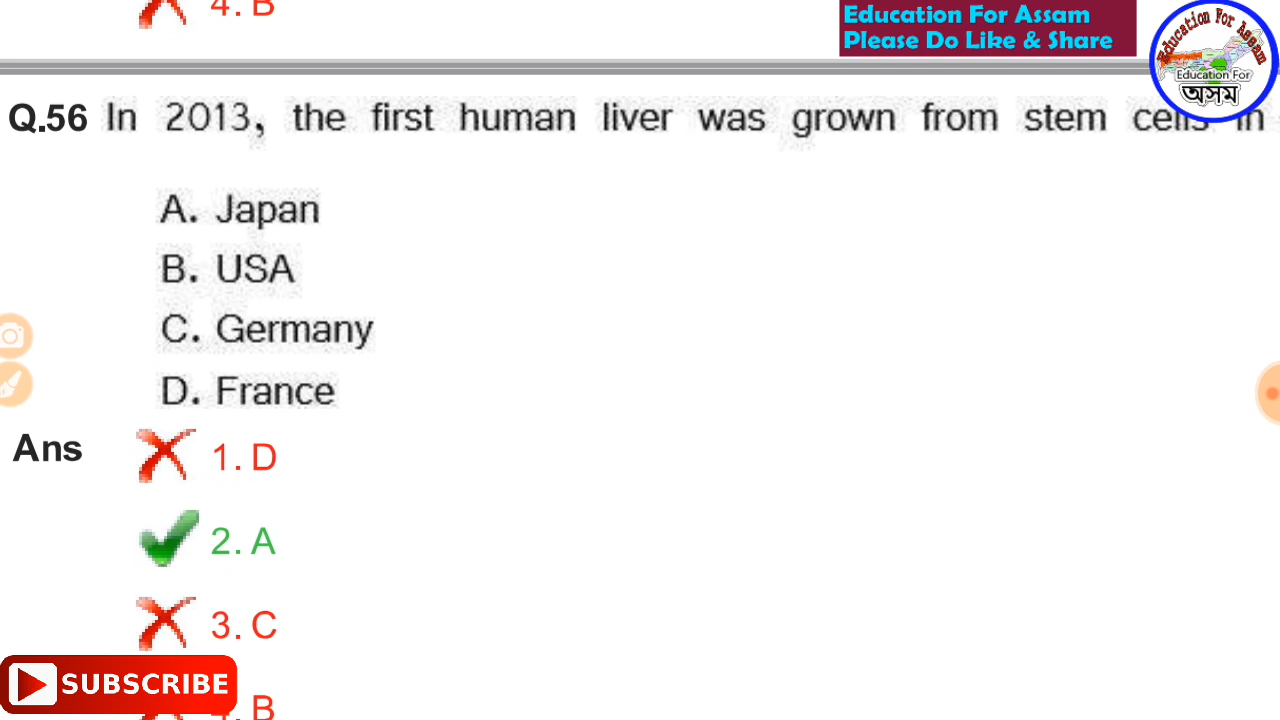 4. B
Education For Assam
Please Do Like & Share
Education For Assam
Education For
অসম
Q.56 In 2013, the first human liver was grown from stem cells in
A. Japan
B. USA
C. Germany
D. France
Ans
1. D
2. A
3. C
4. B
SUBSCRIBE